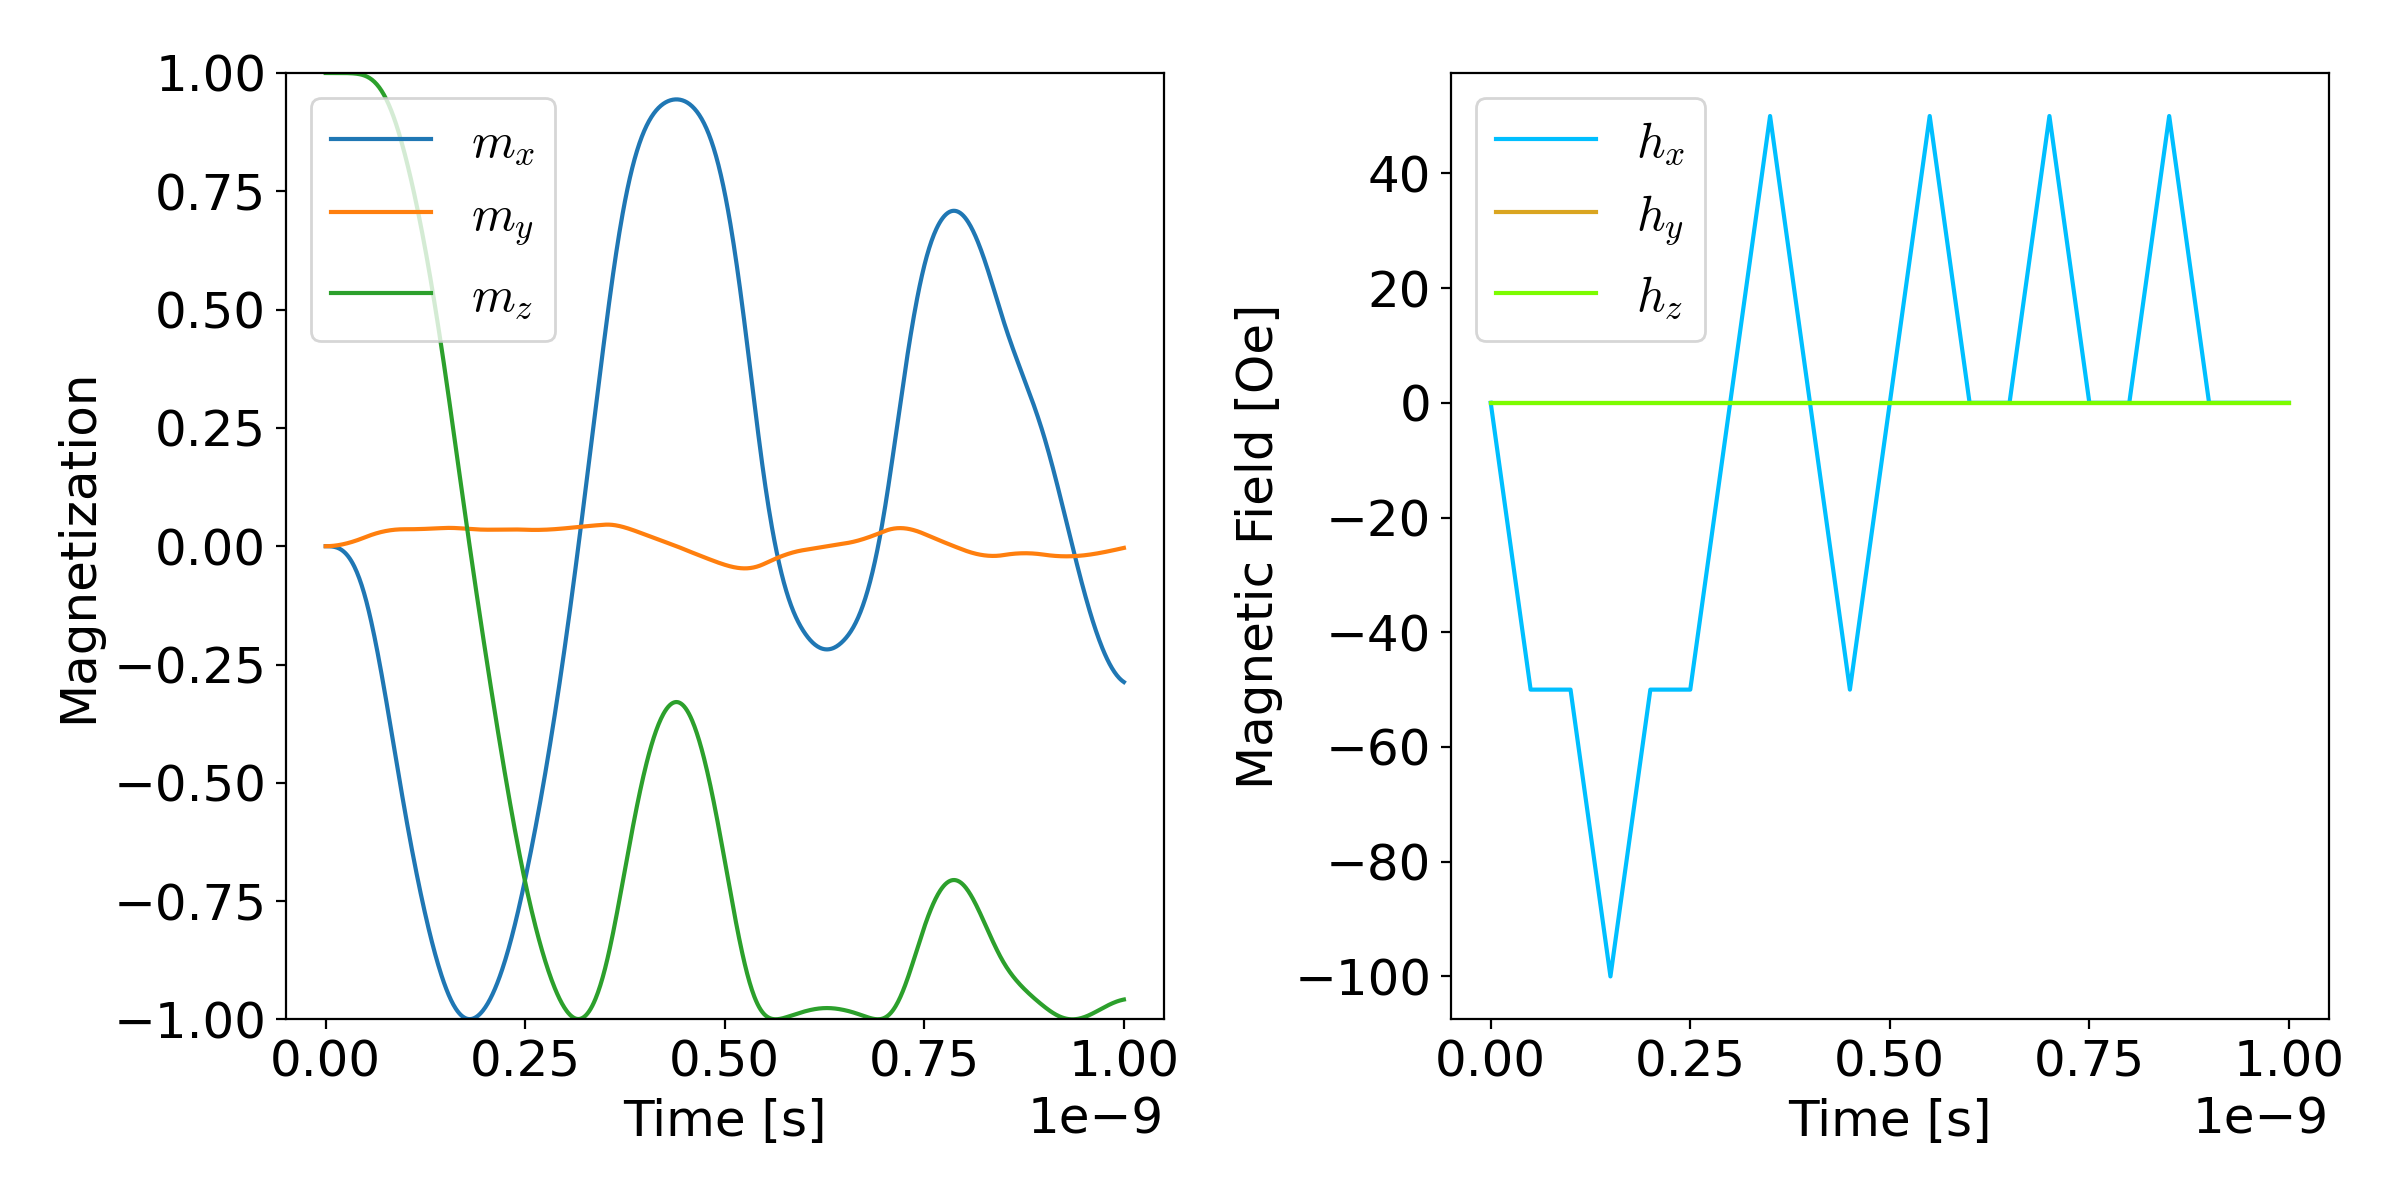 1.00
0.75
0.50
0.25
0.00
−0.25
−0.50
−0.75
−1.00
Magnetization
m_x
m_y
m_z
0.00 0.25 0.50 0.75 1.00
Time [s]
1e−9
40
20
0
−20
−40
−60
−80
−100
Magnetic Field [Oe]
h_x
h_y
h_z
0.00 0.25 0.50 0.75 1.00
Time [s]
1e−9